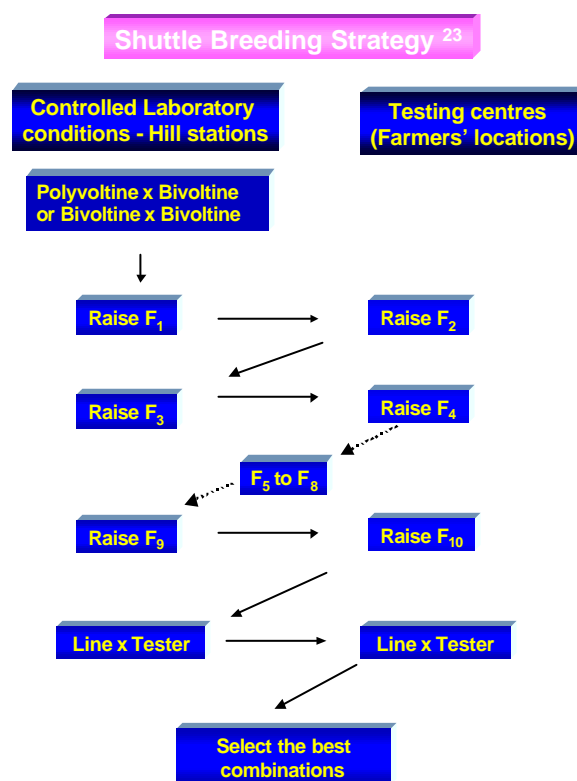 Shuttle Breeding Strategy 23
Controlled Laboratory
conditions - Hill stations
Testing centres
(Farmers' locations)
Polyvoltine x Bivoltine
or Bivoltine x Bivoltine
Raise F1
Raise F2
Raise F3
Raise F4
F5 to F8
Raise F9
Raise F10
Line x Tester
Line x Tester
Select the best
combinations